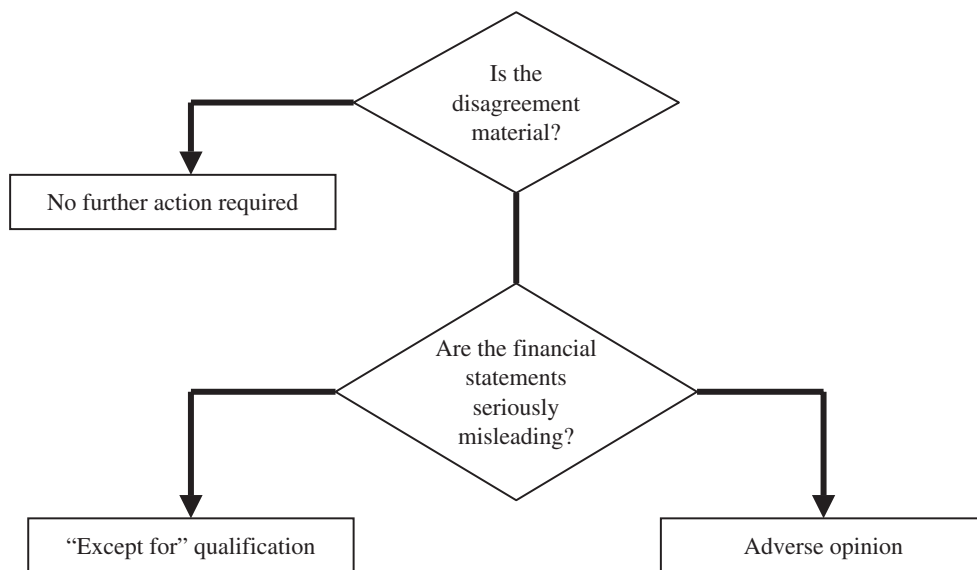 Is the
disagreement
material?
No further action required
Are the financial
statements
seriously
misleading?
“Except for” qualification
Adverse opinion